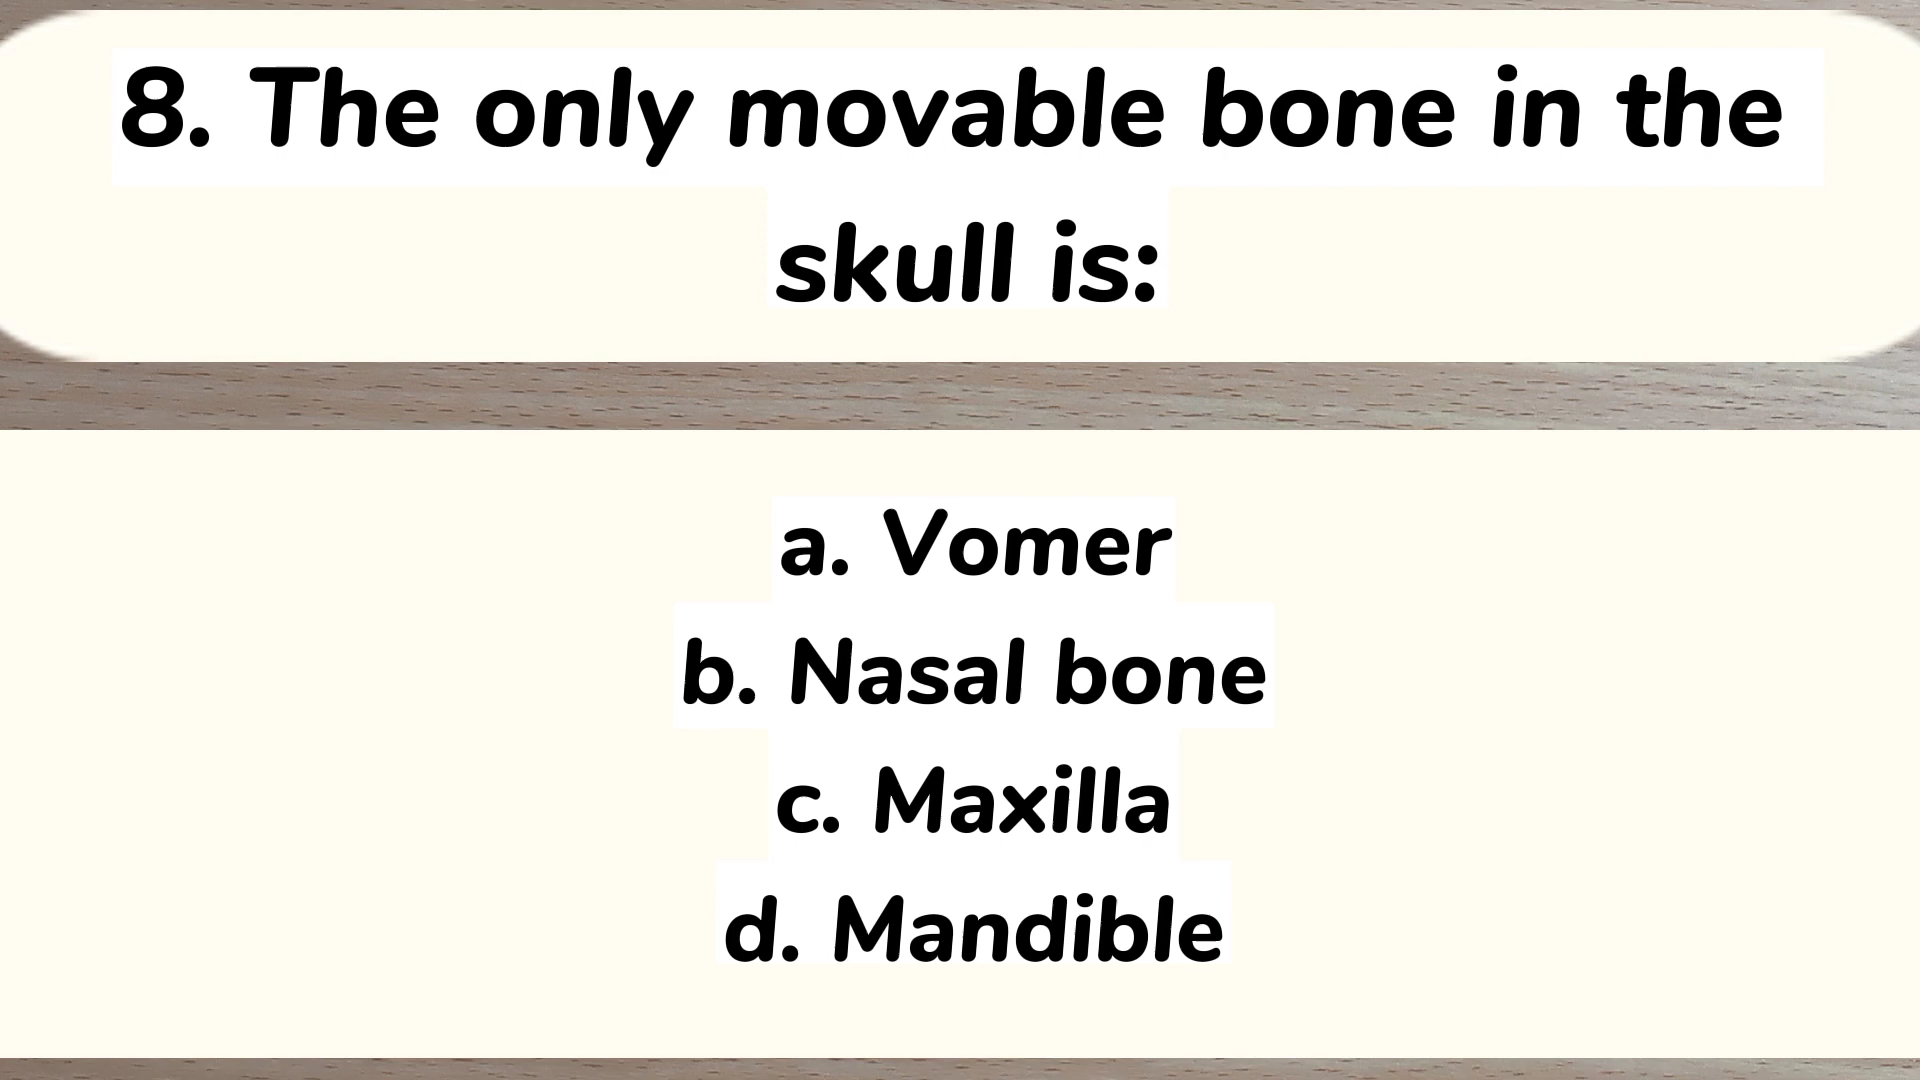 8. The only movable bone in the
skull is:
a. Vomer
b. Nasal bone
c. Maxilla
d. Mandible